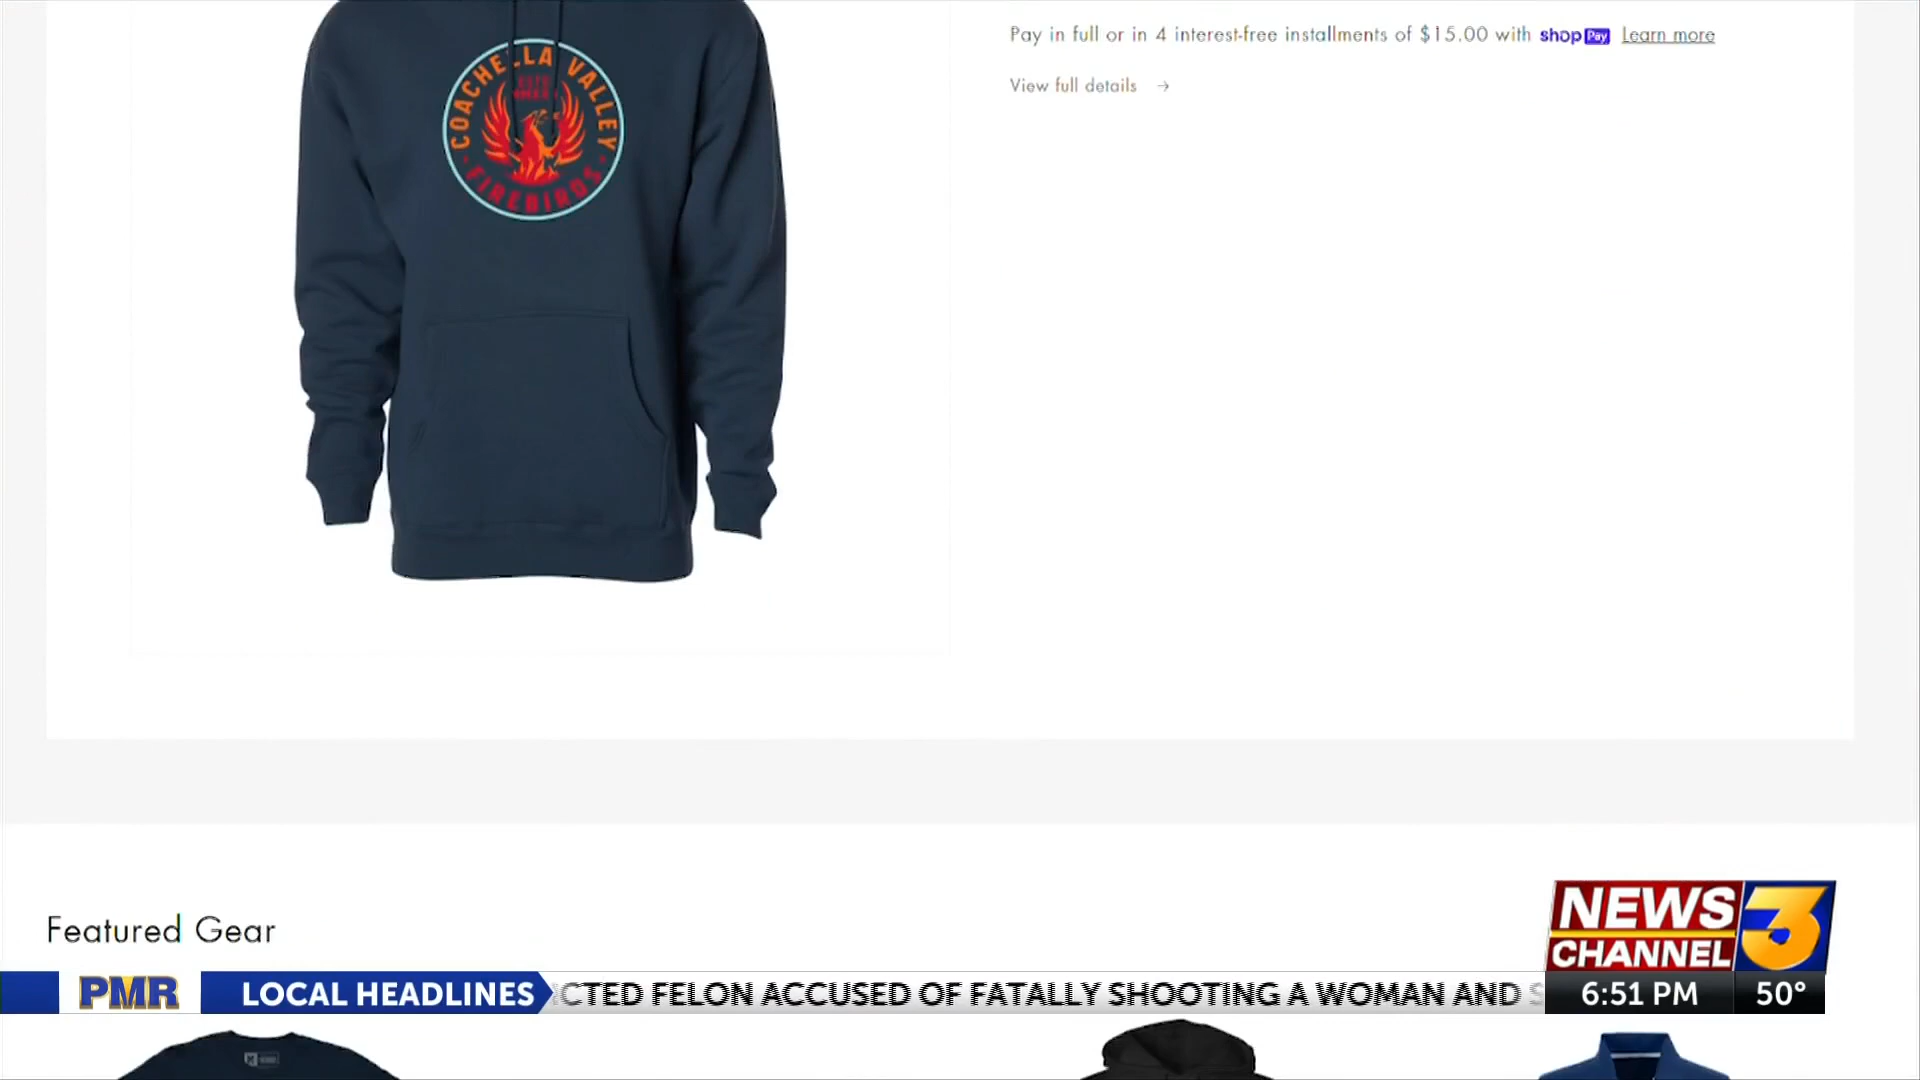 Pay in full or in 4 interest-free installments of $15.00 with shop Pay Learn more
View full details →
COACHELLA VALLEY
FIREBIRDS
Featured Gear
NEWS
CHANNEL 3
PMR LOCAL HEADLINES CTED FELON ACCUSED OF FATALLY SHOOTING A WOMAN AND S 6:51 PM 50°